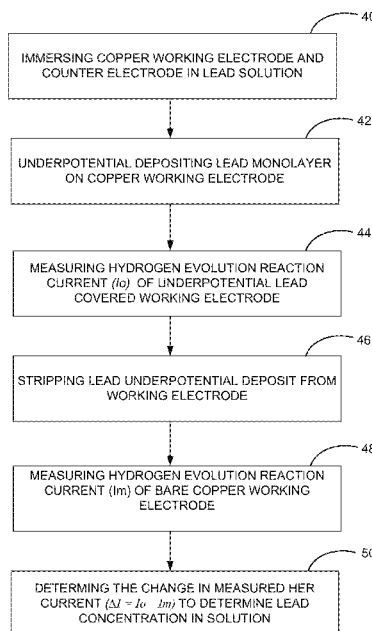 40
IMMERSING COPPER WORKING ELECTRODE AND
COUNTER ELECTRODE IN LEAD SOLUTION
42
UNDERPOTENTIAL DEPOSITING LEAD MONOLAYER
ON COPPER WORKING ELECTRODE
44
MEASURING HYDROGEN EVOLUTION REACTION
CURRENT (Io) OF UNDERPOTENTIAL LEAD
COVERED WORKING ELECTRODE
46
STRIPPING LEAD UNDERPOTENTIAL DEPOSIT FROM
WORKING ELECTRODE
48
MEASURING HYDROGEN EVOLUTION REACTION
CURRENT (Im) OF BARE COPPER WORKING
ELECTRODE
50
DETERMING THE CHANGE IN MEASURED HER
CURRENT (ΔI = Io Im) TO DETERMINE LEAD
CONCENTRATION IN SOLUTION